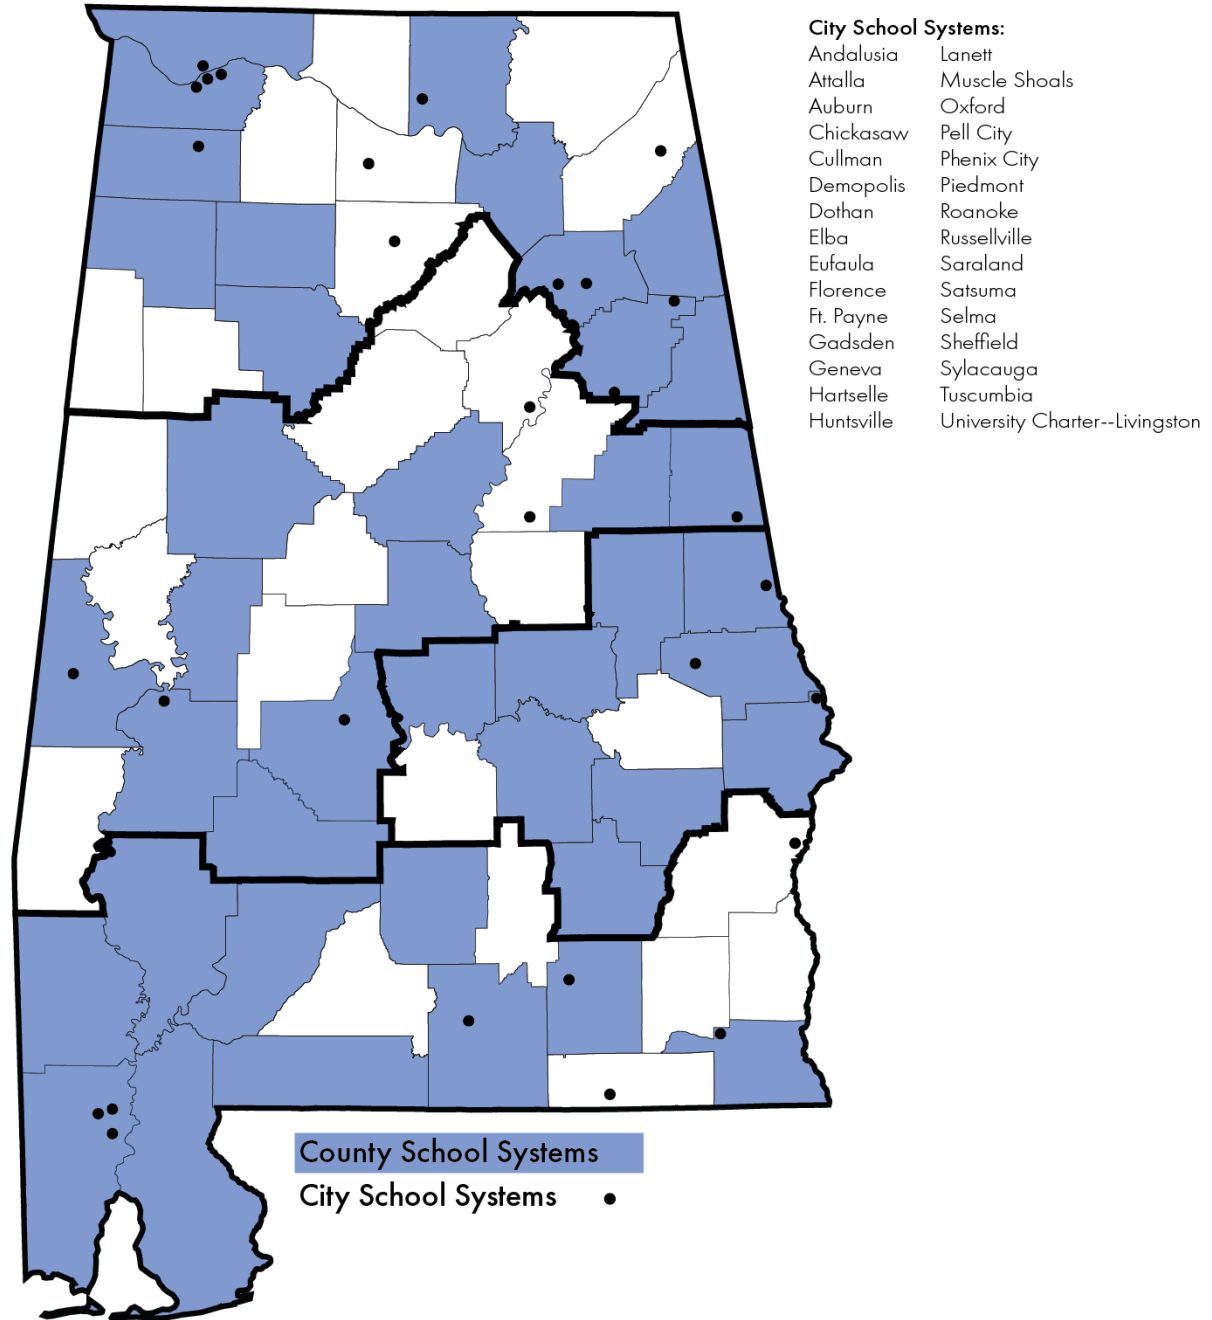 City School Systems:
Andalusia Lanett
Attalla Muscle Shoals
Auburn Oxford
Chickasaw Pell City
Cullman Phenix City
Demopolis Piedmont
Dothan Roanoke
Elba Russellville
Eufaula Saraland
Florence Satsuma
Ft. Payne Selma
Gadsden Sheffield
Geneva Sylacauga
Hartselle Tuscumbia
Huntsville University Charter--Livingston
County School Systems
City School Systems